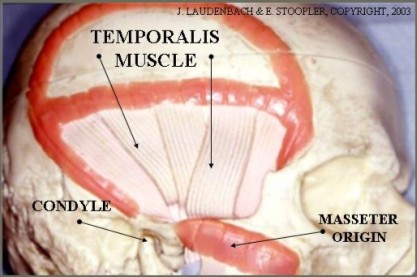 J. LAUDENBACH & E. STOOPLER, COPYRIGHT, 2003
TEMPORALIS
MUSCLE
CONDYLE
MASSETER
ORIGIN